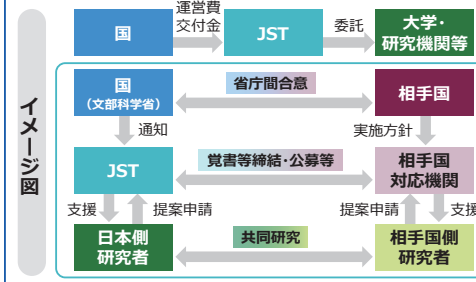 イメージ図
国
運営費
交付金
JST
委託
大学・
研究機関等
国
(文部科学省)
省庁間合意
相手国
通知
実施方針
JST
覚書等締結・公募等
相手国
対応機関
支援
提案申請
提案申請
支援
日本側
研究者
共同研究
相手国側
研究者